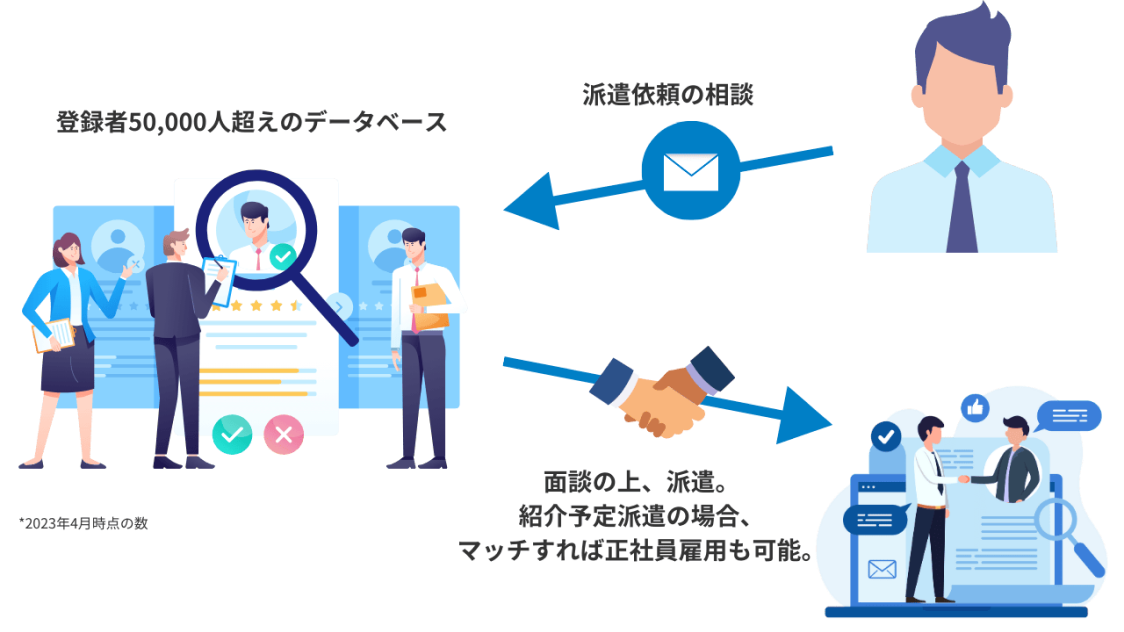 派遣依頼の相談
登録者50,000人超えのデータベース
面談の上、派遣。
紹介予定派遣の場合、
マッチすれば正社員雇用も可能。
*2023年4月時点の数